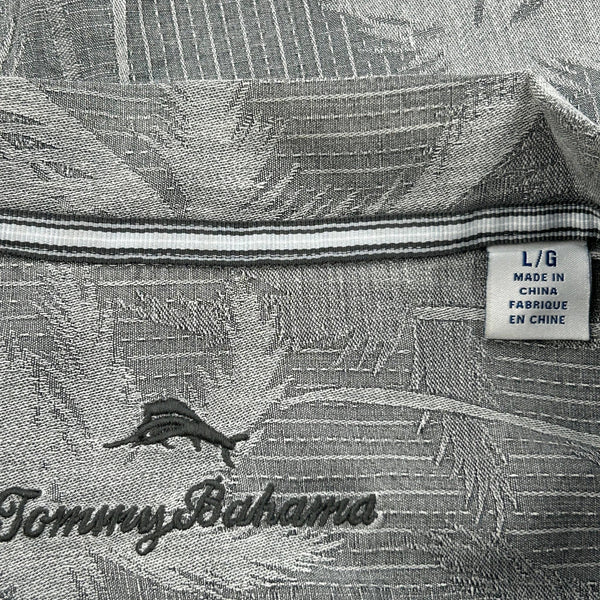 L/G
MADE IN
CHINA
FABRIQUE
EN CHINE
Tommy Bahama